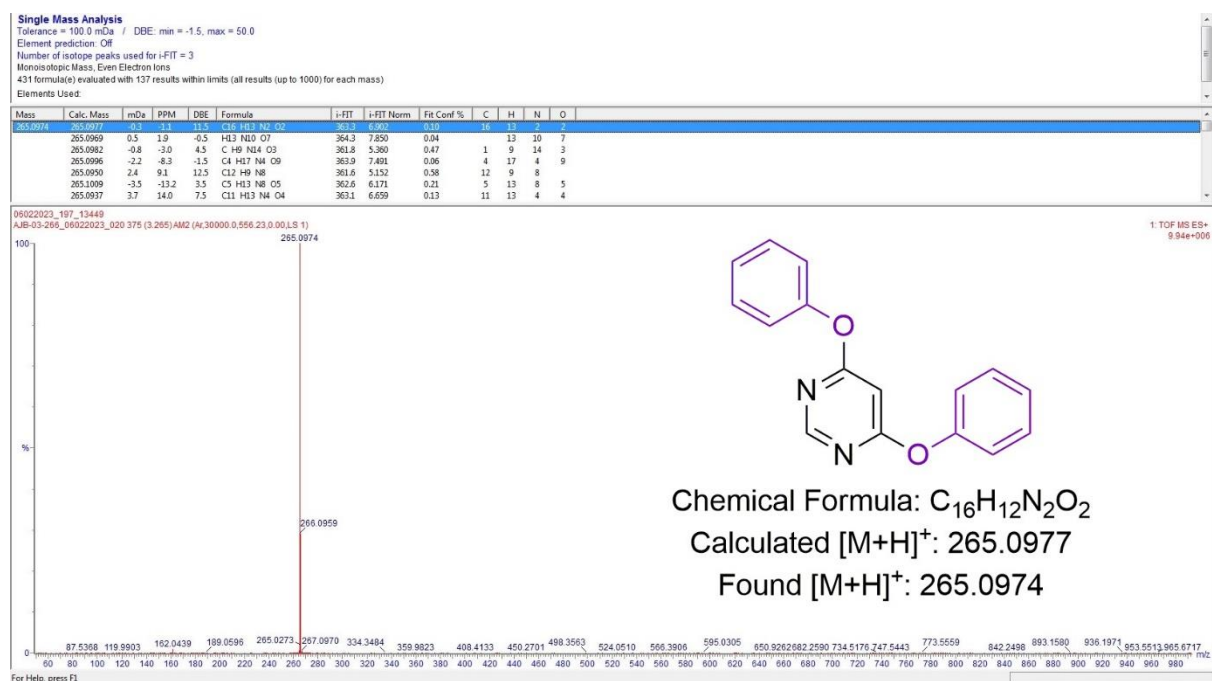 Single Mass Analysis
Tolerance = 100.0 mDa / DBE: min = -1.5, max = 50.0
Element prediction: Off
Number of isotope peaks used for i-FIT = 3
Monoisotopic Mass, Even Electron Ions
431 formula(e) evaluated with 137 results within limits (all results (up to 1000) for each mass)
Elements Used:
Mass Calc. Mass mDa PPM DBE Formula i-FIT i-FIT Norm Fit Conf % C H N O
265.0974 265.0977 -0.3 -1.1 11.5 C16 H13 N2 O2 363.3 6.902 0.10 16 13 2 2
265.0969 0.5 1.9 -0.5 H13 N10 O7 364.3 7.850 0.04 13 10 7
265.0982 -0.8 -3.0 4.5 C H9 N14 O3 361.8 5.360 0.47 1 9 14 3
265.0996 -2.2 -8.3 -1.5 C4 H17 N4 O9 363.9 7.491 0.06 4 17 4 9
265.0950 2.4 9.1 12.5 C12 H9 N8 361.6 5.152 0.58 12 9 8
265.1009 -3.5 -13.2 3.5 C5 H13 N8 O5 362.6 6.171 0.21 5 13 8 5
265.0937 3.7 14.0 7.5 C11 H13 N4 O4 363.1 6.659 0.13 11 13 4 4
06022023_197_13449
AJB-03-266_06022023_020 375 (3.265) AM2 (Ar,30000.0,556.23,0.00,LS 1)
1: TOF MS ES+
9.94e+006
265.0974
100
%
0
266.0959
O
N
N
O
Chemical Formula: C16H12N2O2
Calculated [M+H]+: 265.0977
Found [M+H]+: 265.0974
87.5368 119.9903 162.0439 189.0596 265.0273 267.0970 334.3484 359.9823 408.4133 450.2701 498.3563 524.0510 566.3906 595.0305 650.9262 682.2590 734.5176 747.5443 773.5559 842.2498 893.1580 936.1971 953.5513 965.6717
m/z
60 80 100 120 140 160 180 200 220 240 260 280 300 320 340 360 380 400 420 440 460 480 500 520 540 560 580 600 620 640 660 680 700 720 740 760 780 800 820 840 860 880 900 920 940 960 980
For Help, press F1